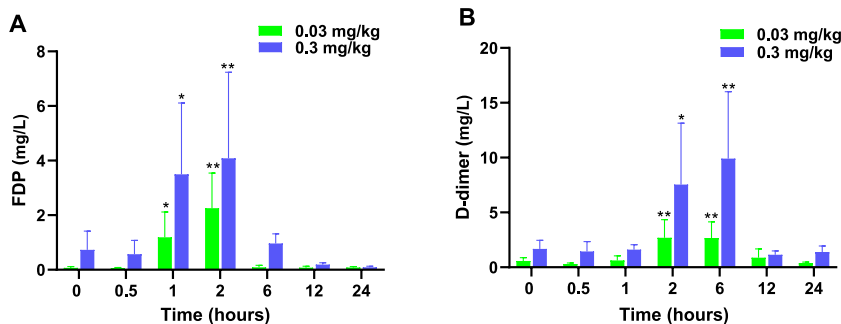 A
0.03 mg/kg
0.3 mg/kg
FDP (mg/L)
8
6
4
2
0
* * ** **
0 0.5 1 2 6 12 24
Time (hours)
B
0.03 mg/kg
0.3 mg/kg
D-dimer (mg/L)
20
15
10
5
0
** * ** **
0 0.5 1 2 6 12 24
Time (hours)